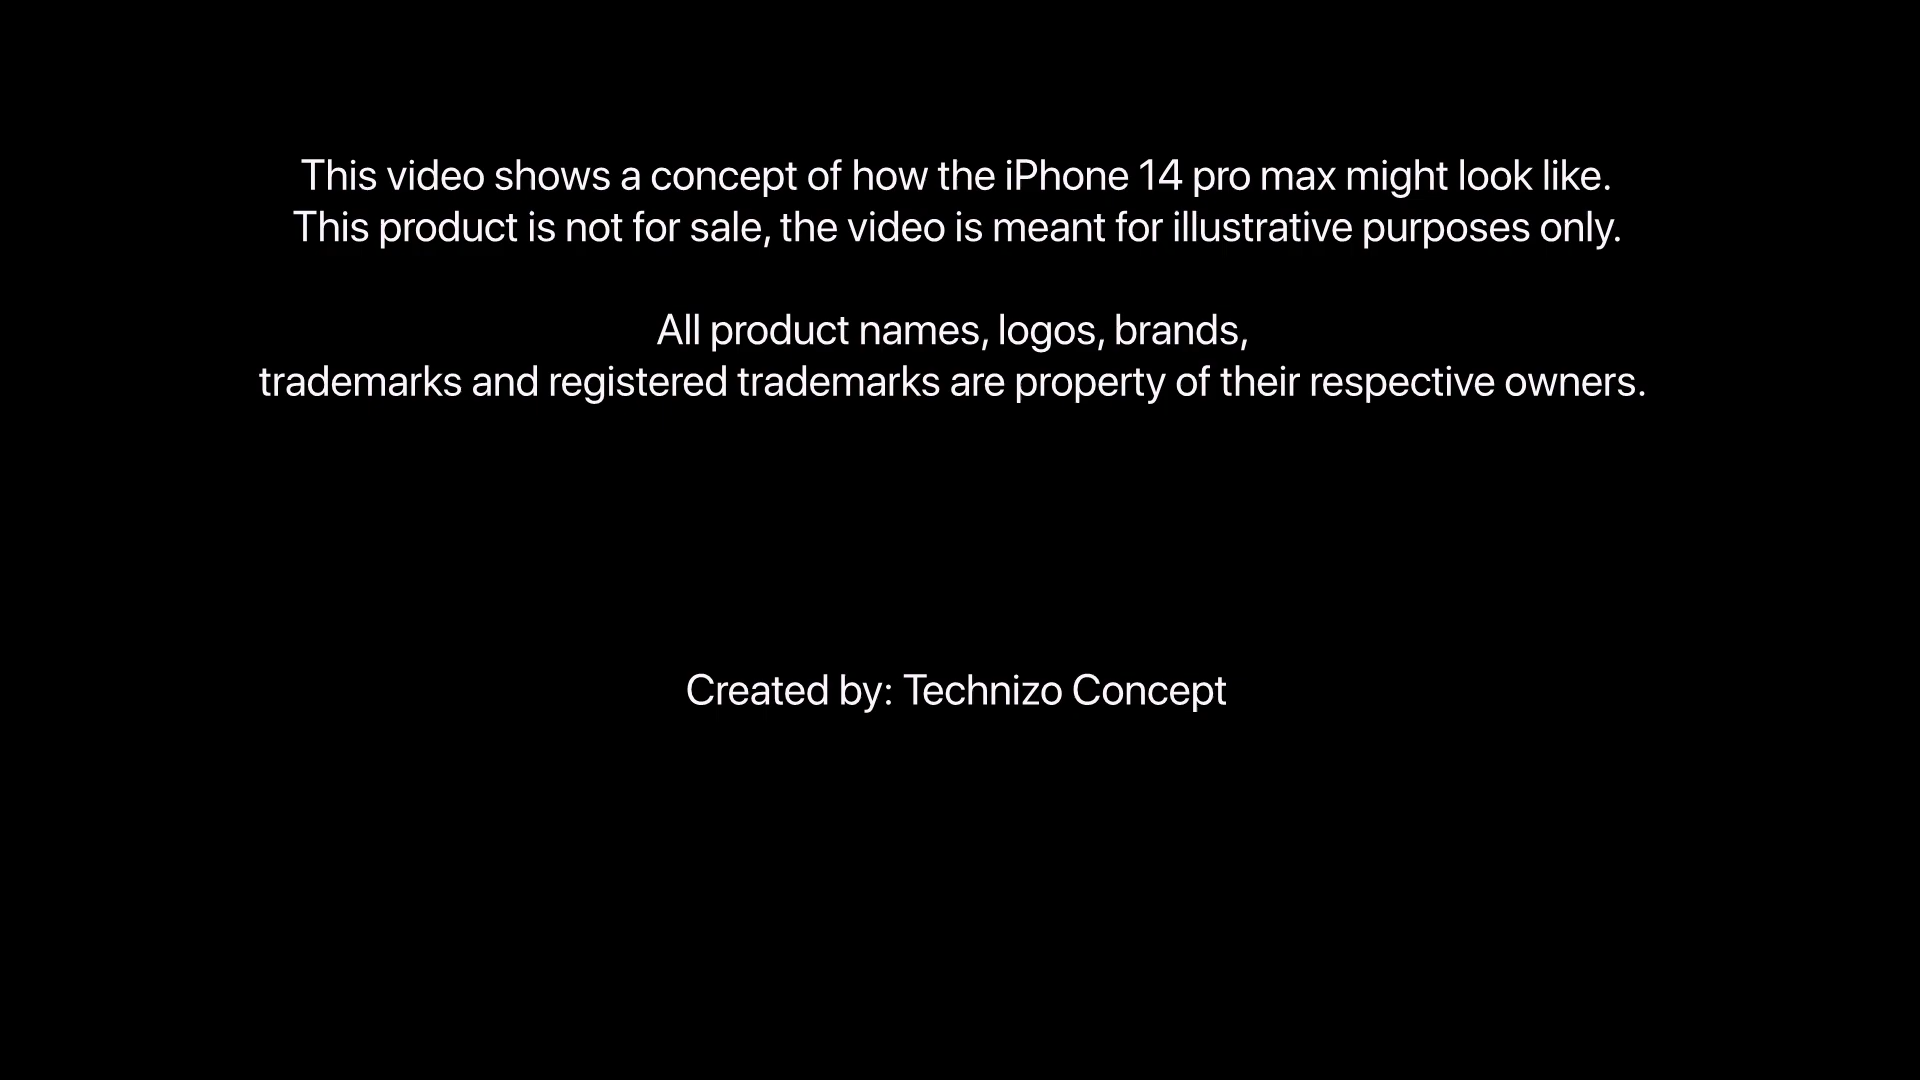 This video shows a concept of how the iPhone 14 pro max might look like.
This product is not for sale, the video is meant for illustrative purposes only.
All product names, logos, brands,
trademarks and registered trademarks are property of their respective owners.
Created by: Technizo Concept